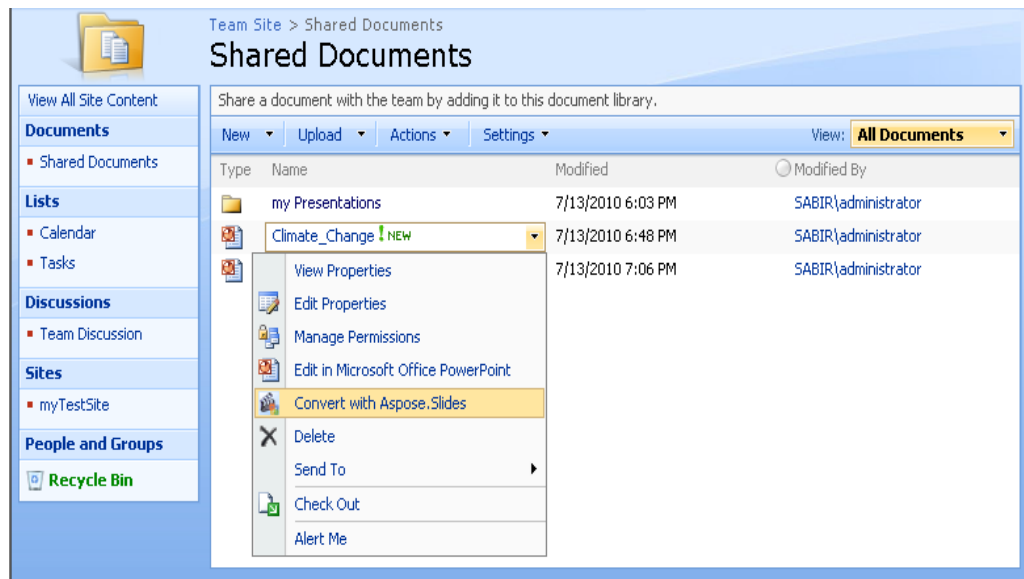 Team Site > Shared Documents
Shared Documents
View All Site Content
Documents
Shared Documents
Lists
Calendar
Tasks
Discussions
Team Discussion
Sites
myTestSite
People and Groups
Recycle Bin
Share a document with the team by adding it to this document library.
New Upload Actions Settings View: All Documents
Type Name Modified Modified By
my Presentations 7/13/2010 6:03 PM SABIR\administrator
Climate_Change ! NEW 7/13/2010 6:48 PM SABIR\administrator
7/13/2010 7:06 PM SABIR\administrator
View Properties
Edit Properties
Manage Permissions
Edit in Microsoft Office PowerPoint
Convert with Aspose.Slides
Delete
Send To
Check Out
Alert Me